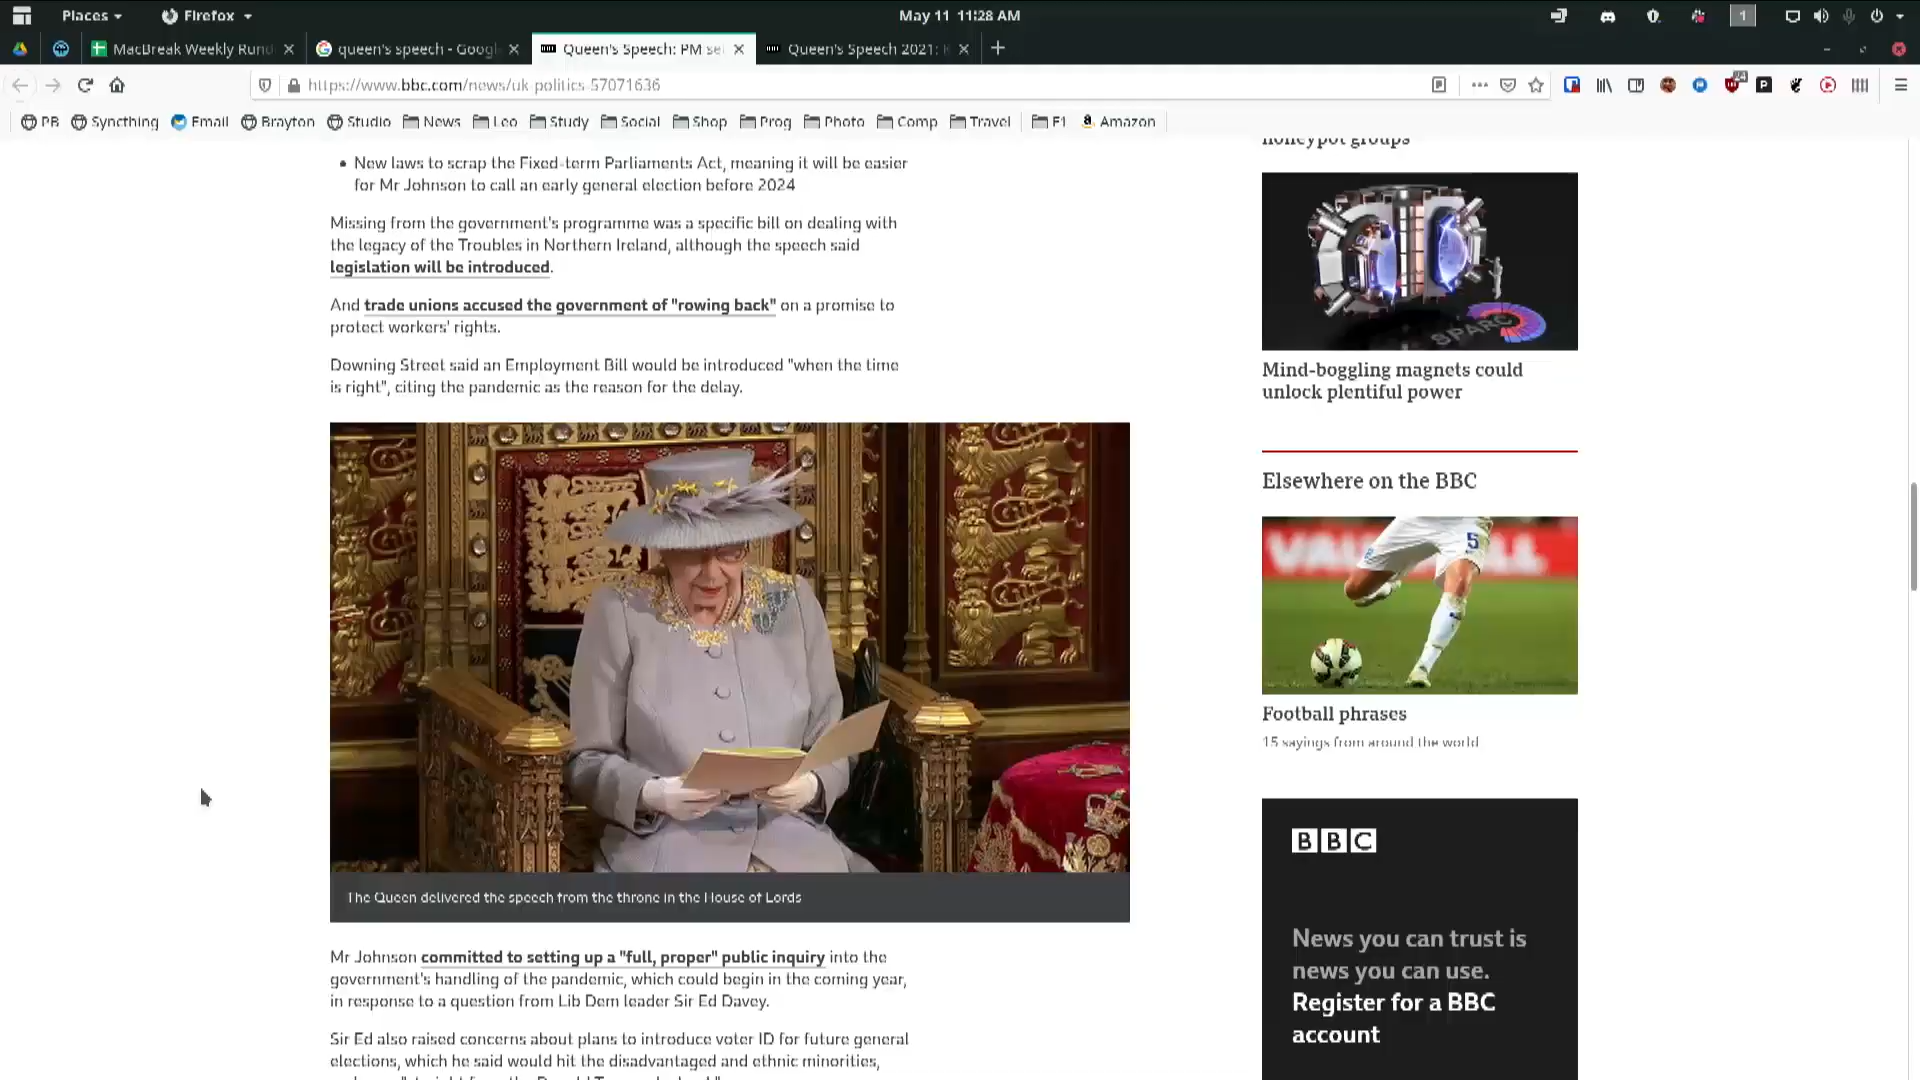 Places
Firefox
May 11 11:28 AM
1
MacBreak Weekly Rund
queen's speech - Googl
Queen's Speech: PM se
Queen's Speech 2021:
https://www.bbc.com/news/uk-politics-57071636
24
PB
Syncthing
Email
Brayton
Studio
News
Leo
Study
Social
Shop
Prog
Photo
Comp
Travel
F1
Amazon
New laws to scrap the Fixed-term Parliaments Act, meaning it will be easier
for Mr Johnson to call an early general election before 2024
Missing from the government's programme was a specific bill on dealing with
the legacy of the Troubles in Northern Ireland, although the speech said
legislation will be introduced.
And trade unions accused the government of "rowing back" on a promise to
protect workers' rights.
Downing Street said an Employment Bill would be introduced "when the time
is right", citing the pandemic as the reason for the delay.
The Queen delivered the speech from the throne in the House of Lords
Mr Johnson committed to setting up a "full, proper" public inquiry into the
government's handling of the pandemic, which could begin in the coming year,
in response to a question from Lib Dem leader Sir Ed Davey.
Sir Ed also raised concerns about plans to introduce voter ID for future general
elections, which he said would hit the disadvantaged and ethnic minorities,
honeypot groups
SPARC
Mind-boggling magnets could
unlock plentiful power
Elsewhere on the BBC
5
Football phrases
15 sayings from around the world
BBC
News you can trust is
news you can use.
Register for a BBC
account